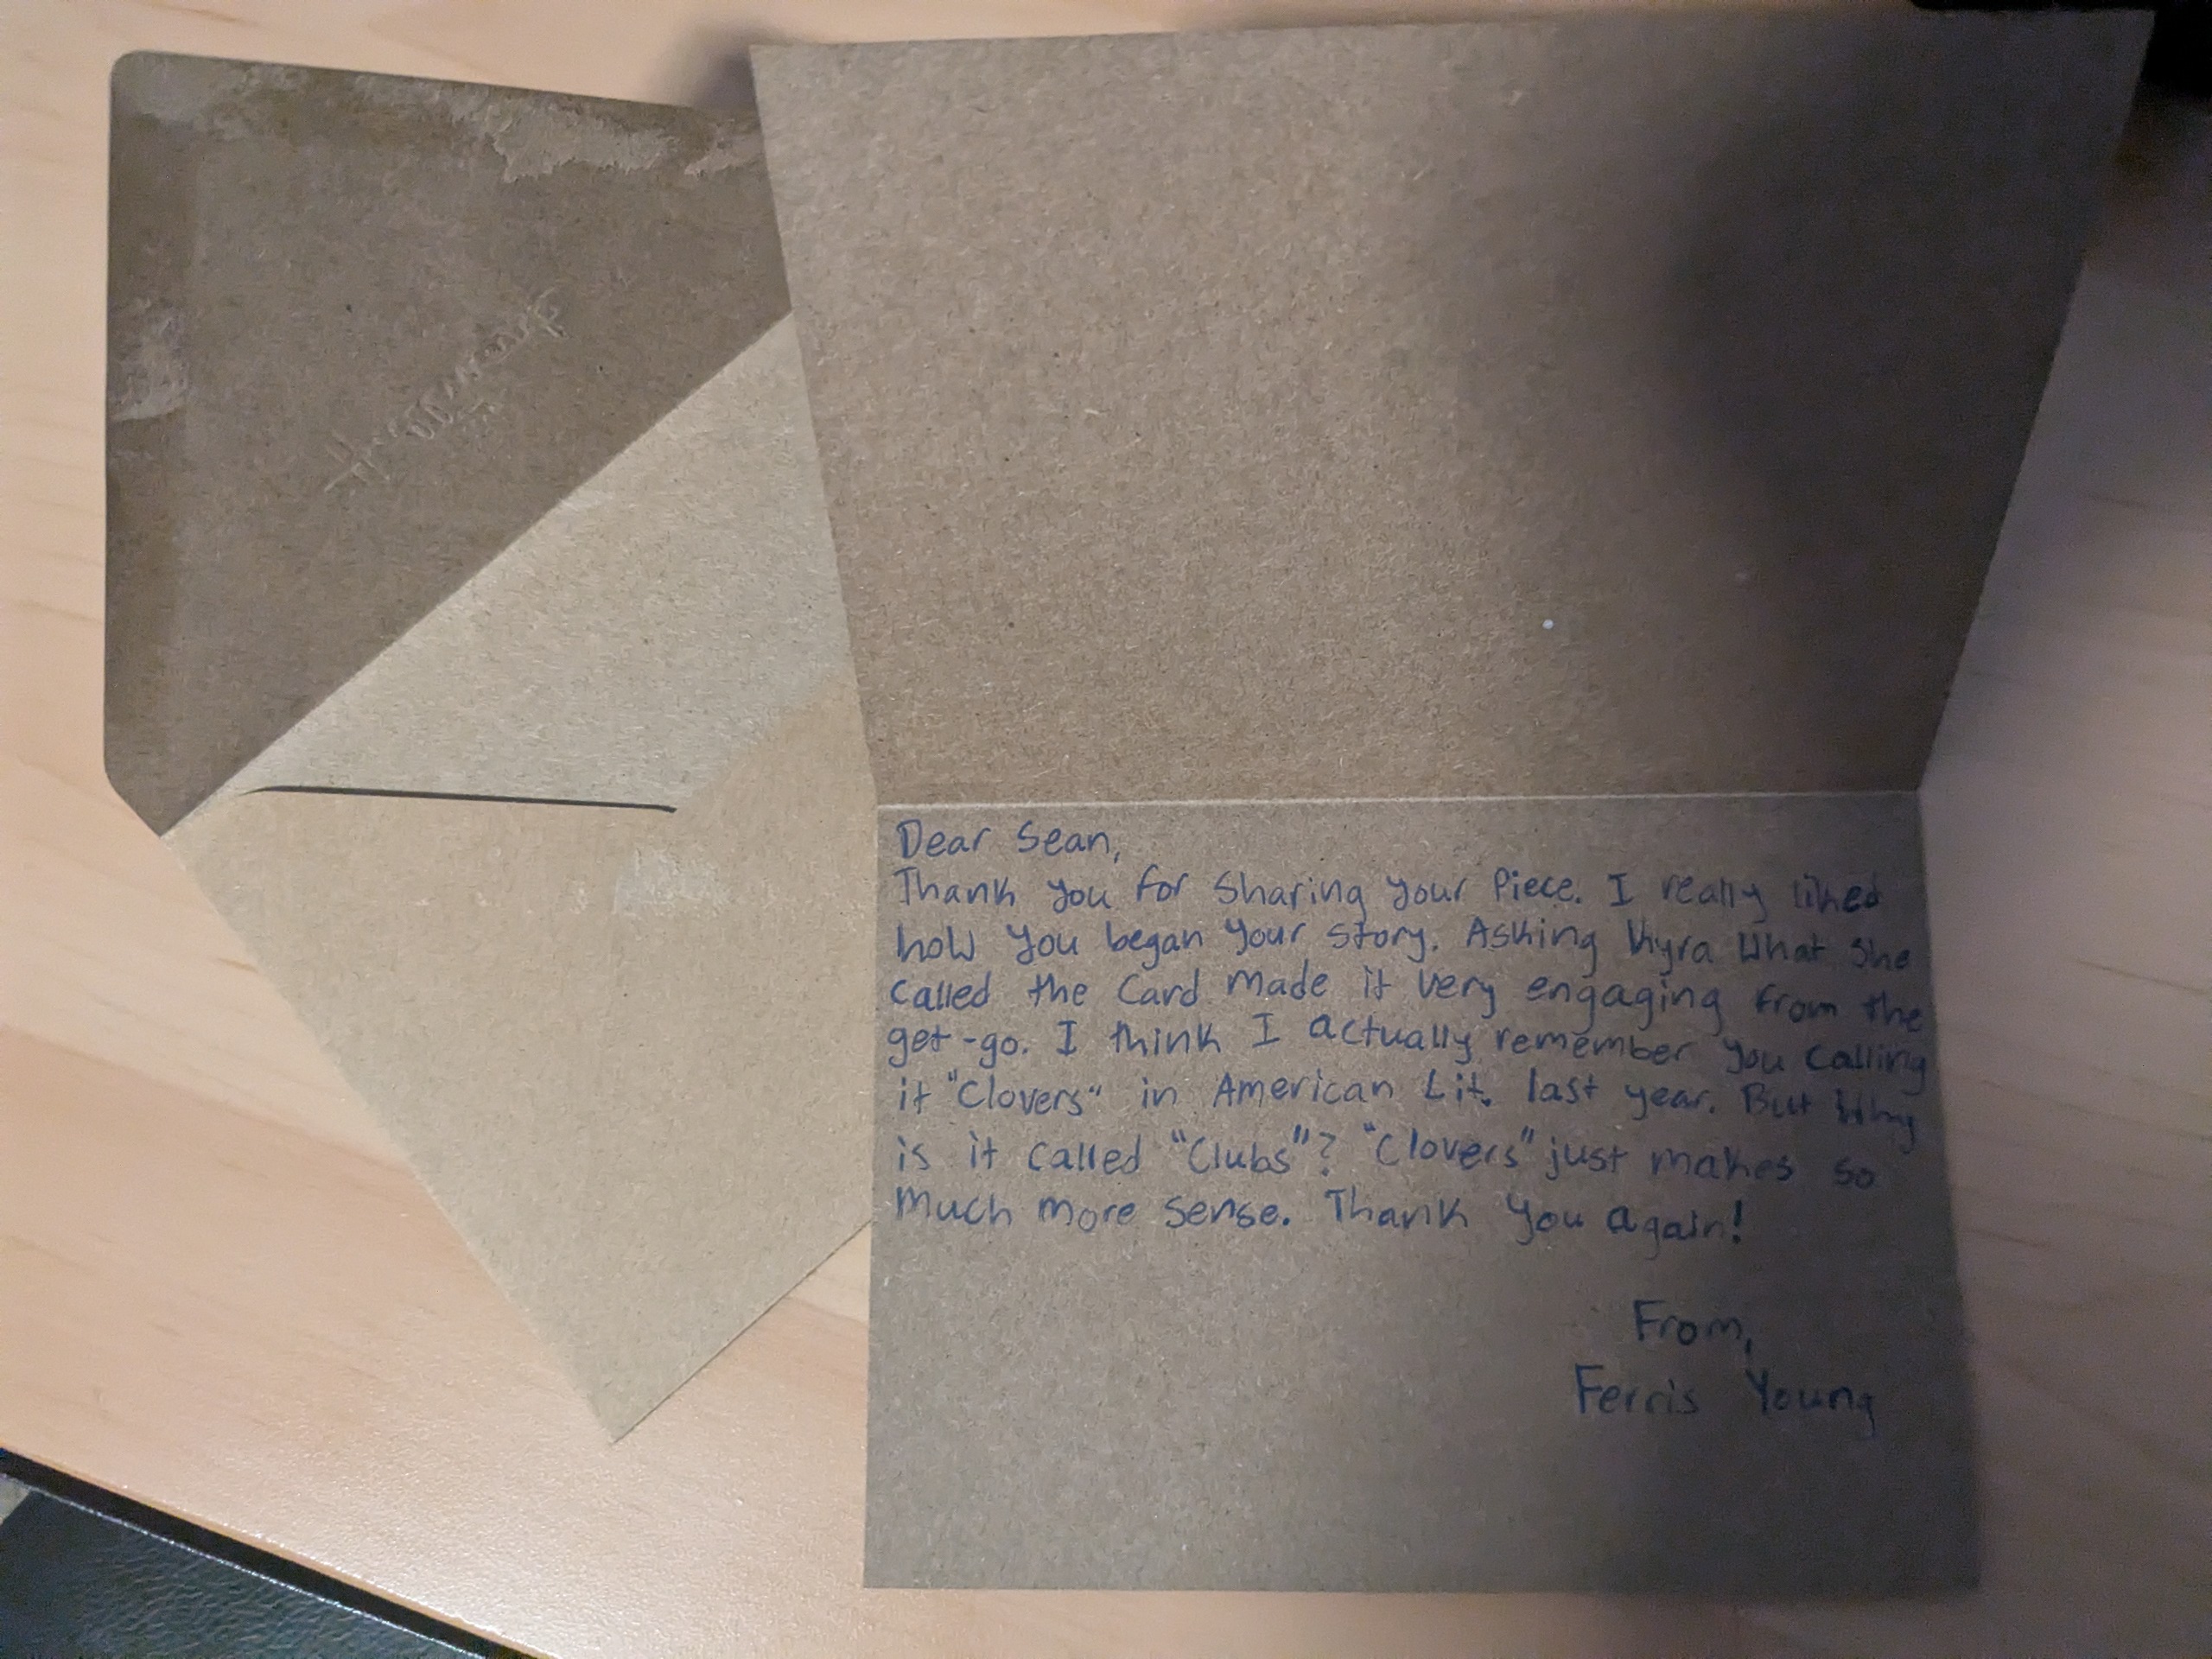 Hallmark
Dear Sean,
Thank you for sharing your piece. I really liked
how you began your story. Asking Kyra what she
called the card made it very engaging from the
get-go. I think I actually remember you calling
it "Clovers" in American Lit. last year. But why
is it called "Clubs"? "Clovers" just makes so
much more sense. Thank you again!
From,
Ferris Young